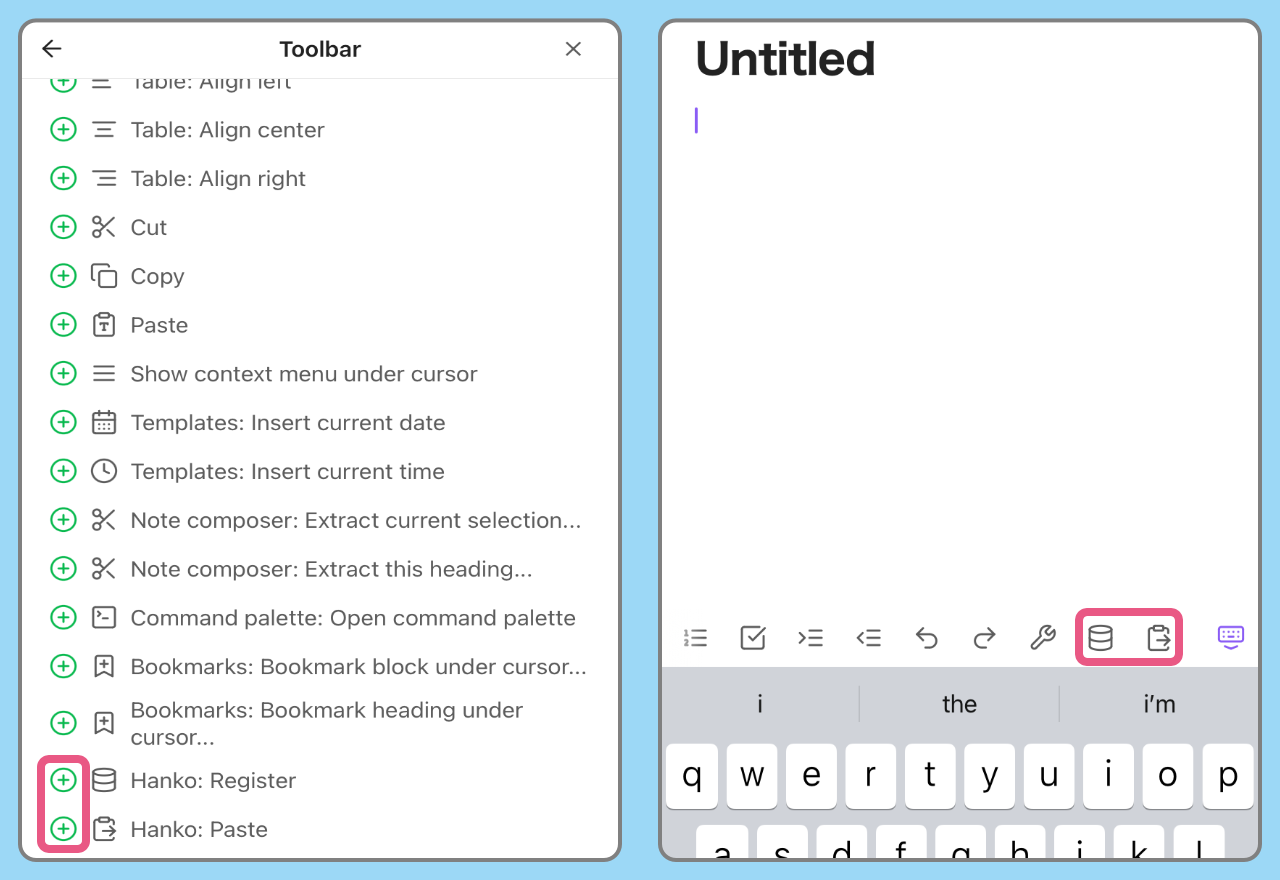 Toolbar
Table: Align left
Table: Align center
Table: Align right
Cut
Copy
Paste
Show context menu under cursor
Templates: Insert current date
Templates: Insert current time
Note composer: Extract current selection...
Note composer: Extract this heading...
Command palette: Open command palette
Bookmarks: Bookmark block under cursor...
Bookmarks: Bookmark heading under
cursor...
Hanko: Register
Hanko: Paste
Untitled
i the i'm
q w e r t y u i o p
a s d f g h j k l